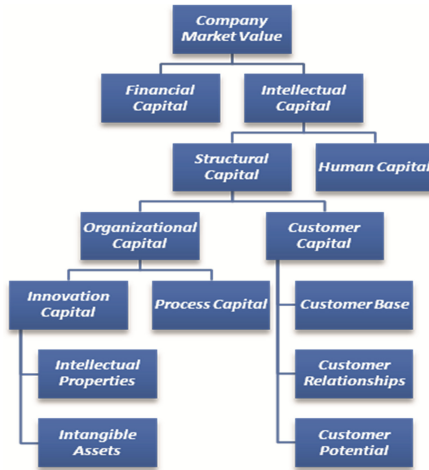 Company
Market Value
Financial
Capital
Intellectual
Capital
Structural
Capital
Human Capital
Organizational
Capital
Customer
Capital
Innovation
Capital
Process Capital
Customer Base
Intellectual
Properties
Customer
Relationships
Intangible
Assets
Customer
Potential